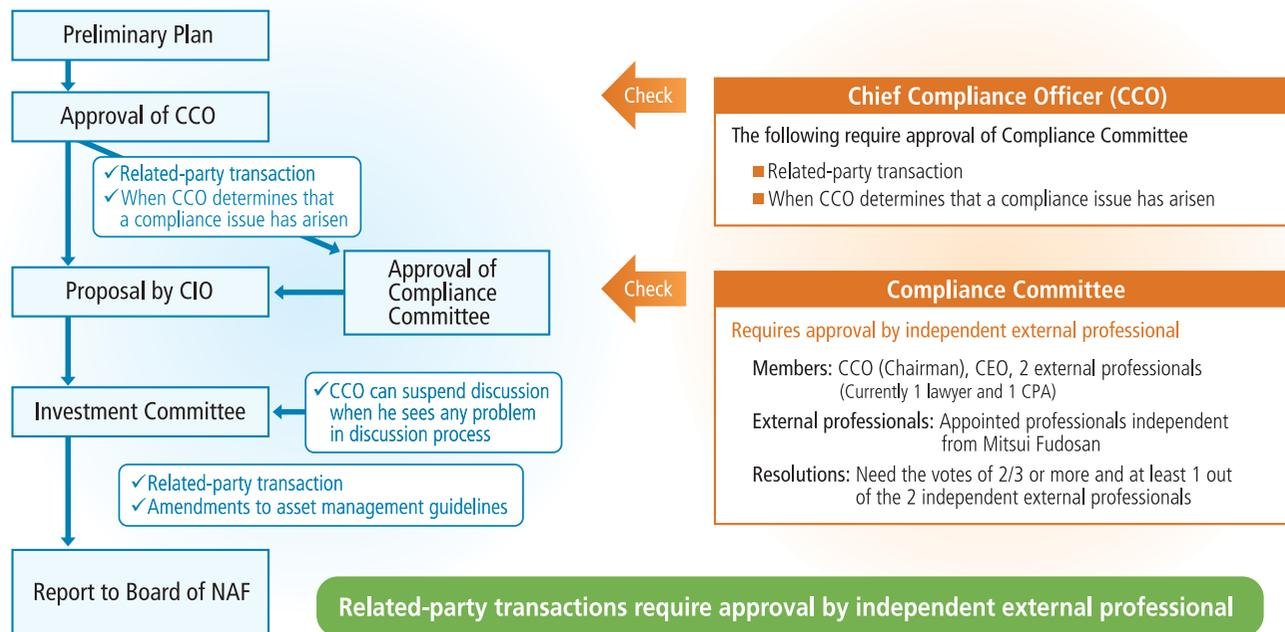 Preliminary Plan
Approval of CCO
✓Related-party transaction
✓When CCO determines that
a compliance issue has arisen
Proposal by CIO
Approval of
Compliance
Committee
Investment Committee
✓CCO can suspend discussion
when he sees any problem
in discussion process
✓Related-party transaction
✓Amendments to asset management guidelines
Report to Board of NAF
Check
Chief Compliance Officer (CCO)
The following require approval of Compliance Committee
■Related-party transaction
■When CCO determines that a compliance issue has arisen
Check
Compliance Committee
Requires approval by independent external professional
Members: CCO (Chairman), CEO, 2 external professionals
(Currently 1 lawyer and 1 CPA)
External professionals: Appointed professionals independent
from Mitsui Fudosan
Resolutions: Need the votes of 2/3 or more and at least 1 out
of the 2 independent external professionals
Related-party transactions require approval by independent external professional